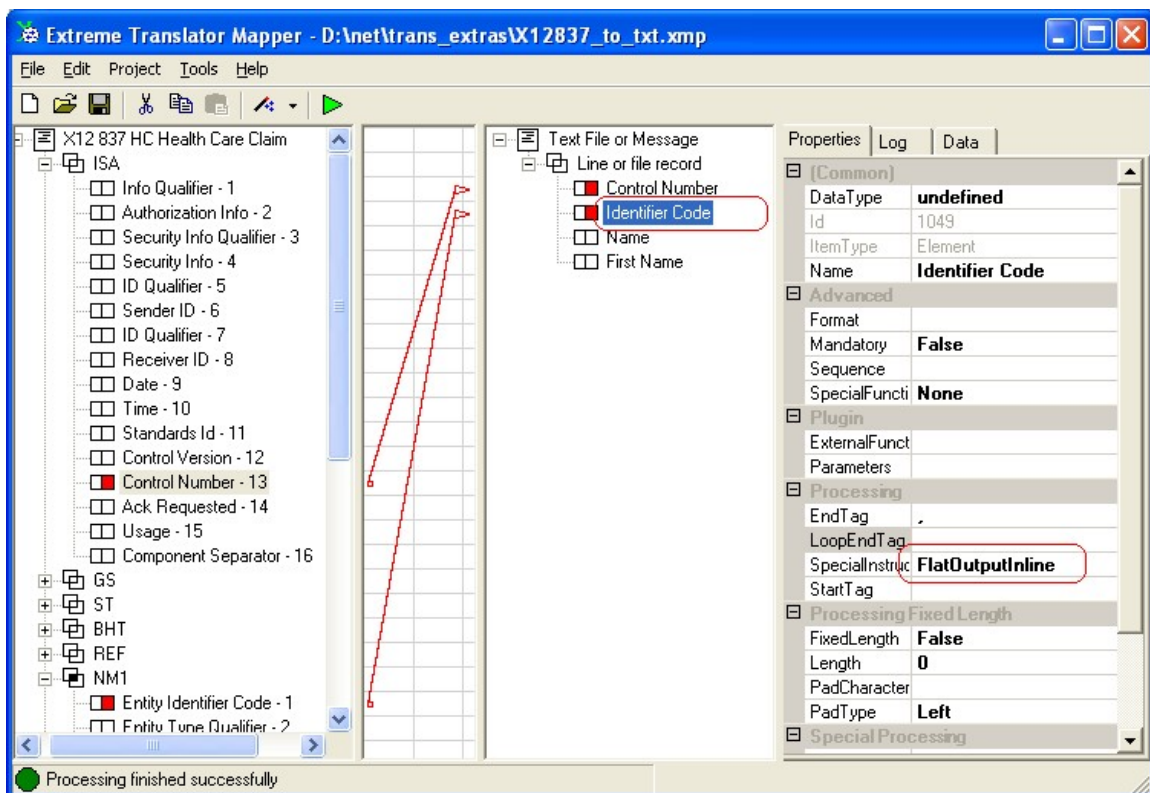 Extreme Translator Mapper - D:\net\trans_extras\X12837_to_txt.xmp
File Edit Project Tools Help
X12 837 HC Health Care Claim
ISA
Info Qualifier - 1
Authorization Info - 2
Security Info Qualifier - 3
Security Info - 4
ID Qualifier - 5
Sender ID - 6
ID Qualifier - 7
Receiver ID - 8
Date - 9
Time - 10
Standards Id - 11
Control Version - 12
Control Number - 13
Ack Requested - 14
Usage - 15
Component Separator - 16
GS
ST
BHT
REF
NM1
Entity Identifier Code - 1
Entity Type Qualifier - 2
Text File or Message
Line or file record
Control Number
Identifier Code
Name
First Name
Properties Log Data
(Common)
DataType undefined
Id 1049
ItemType Element
Name Identifier Code
Advanced
Format
Mandatory False
Sequence
SpecialFuncti None
Plugin
ExternalFunct
Parameters
Processing
EndTag ,
LoopEndTag
SpecialInstruc FlatOutputInline
StartTag
Processing Fixed Length
FixedLength False
Length 0
PadCharacter
PadType Left
Special Processing
Processing finished successfully